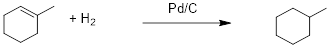 + H₂
Pd/C